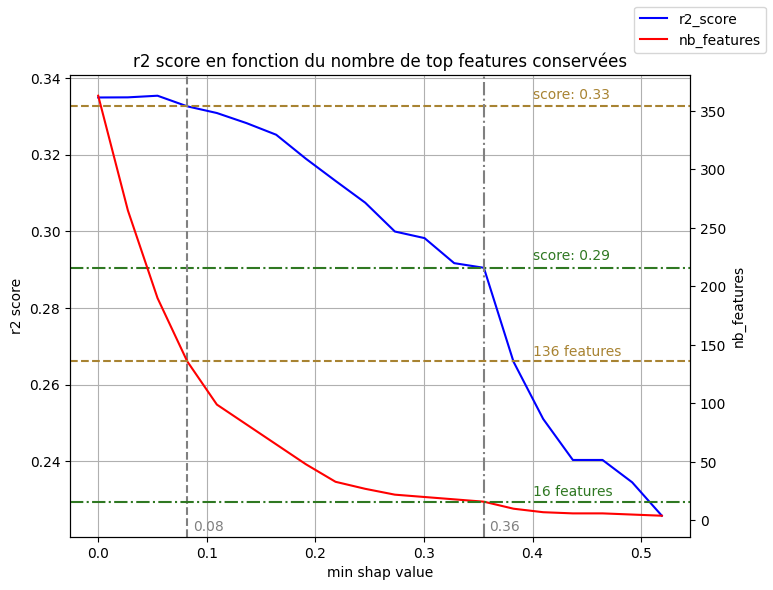 r2_score
nb_features
r2 score en fonction du nombre de top features conservées
0.34
0.32
0.30
0.28
0.26
0.24
r2 score
350
300
250
200
150
100
50
0
nb_features
score: 0.33
score: 0.29
136 features
16 features
0.08
0.36
0.0
0.1
0.2
0.3
0.4
0.5
min shap value